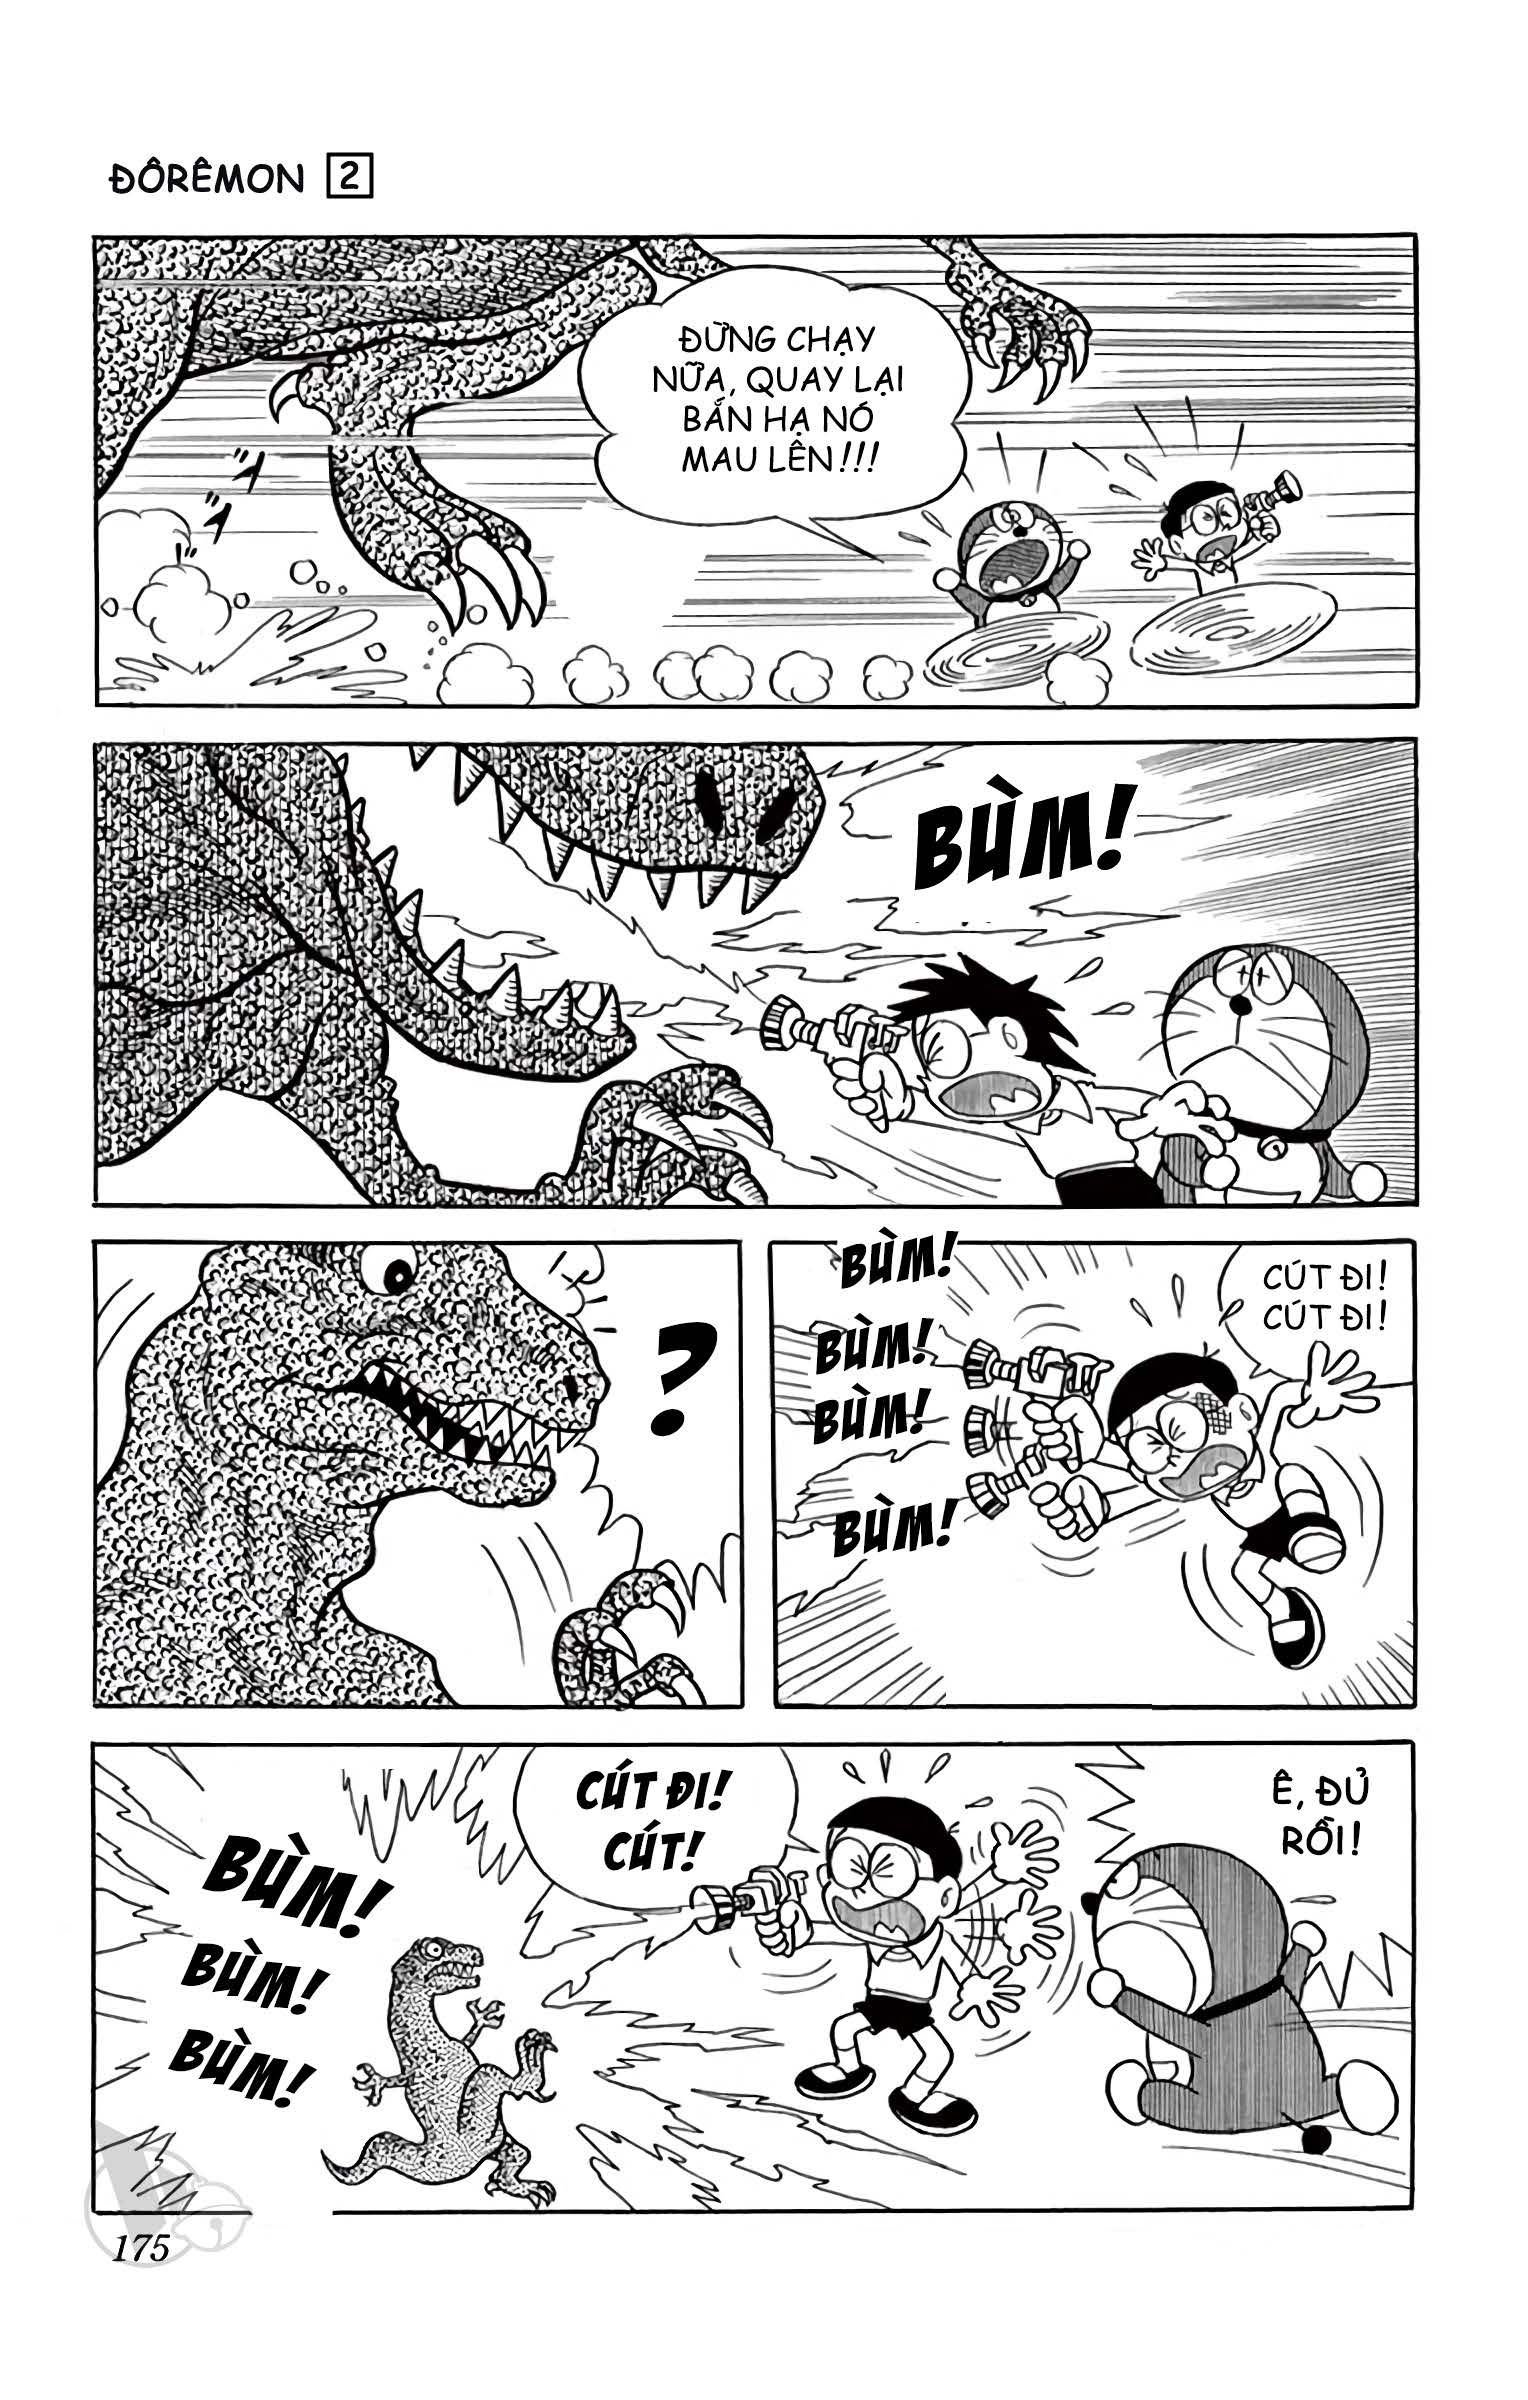 ĐÔRÊMON 2
ĐỪNG CHẠY
NỮA, QUAY LẠI
BẮN HẠ NÓ
MAU LÊN!!!
BÙM!
?
BÙM!
BÙM!
BÙM!
BÙM!
CÚT ĐI!
CÚT ĐI!
BÙM!
BÙM!
BÙM!
CÚT ĐI!
CÚT!
Ê, ĐỦ
RỒI!
175